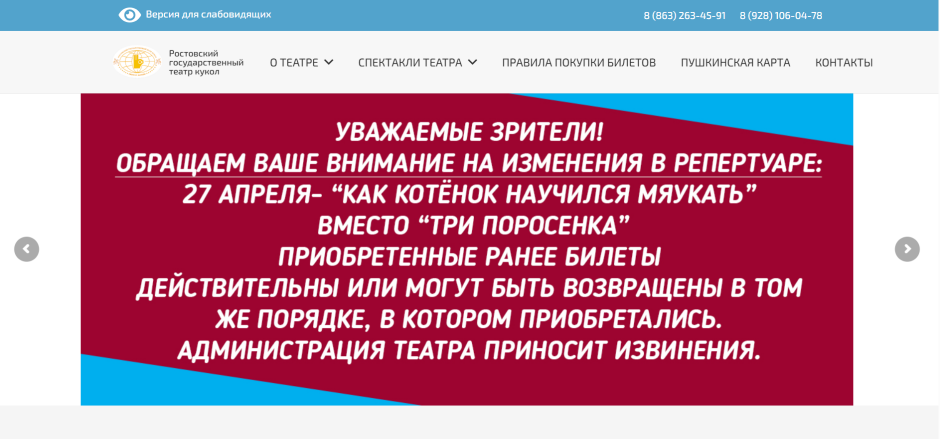 Версия для слабовидящих
8 (863) 263-45-91 8 (928) 106-04-78
Ростовский
государственный
театр кукол
О ТЕАТРЕ СПЕКТАКЛИ ТЕАТРА ПРАВИЛА ПОКУПКИ БИЛЕТОВ ПУШКИНСКАЯ КАРТА КОНТАКТЫ
УВАЖАЕМЫЕ ЗРИТЕЛИ!
ОБРАЩАЕМ ВАШЕ ВНИМАНИЕ НА ИЗМЕНЕНИЯ В РЕПЕРТУАРЕ:
27 АПРЕЛЯ– “КАК КОТЁНОК НАУЧИЛСЯ МЯУКАТЬ”
ВМЕСТО “ТРИ ПОРОСЕНКА”
ПРИОБРЕТЕННЫЕ РАНЕЕ БИЛЕТЫ
ДЕЙСТВИТЕЛЬНЫ ИЛИ МОГУТ БЫТЬ ВОЗВРАЩЕНЫ В ТОМ
ЖЕ ПОРЯДКЕ, В КОТОРОМ ПРИОБРЕТАЛИСЬ.
АДМИНИСТРАЦИЯ ТЕАТРА ПРИНОСИТ ИЗВИНЕНИЯ.